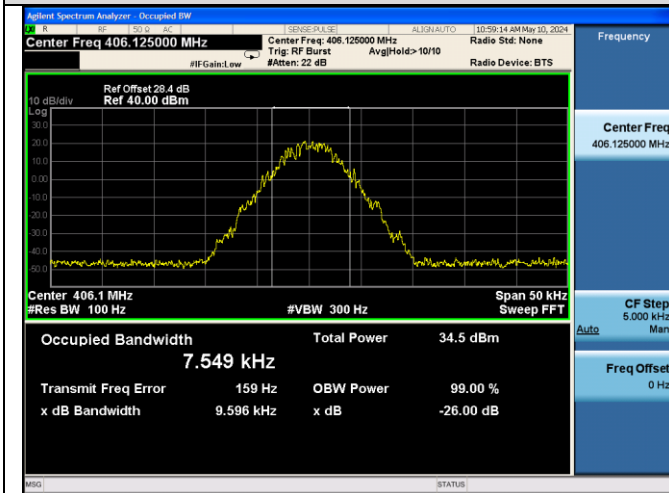 Agilent Spectrum Analyzer - Occupied BW
R RF 50 Ω AC SENSE:PULSE ALIGNAUTO 10:59:14 AM May 10, 2024
Center Freq 406.125000 MHz Center Freq: 406.125000 MHz Radio Std: None
Trig: RF Burst Avg|Hold:>10/10
#IFGain:Low #Atten: 22 dB Radio Device: BTS
Frequency
Ref Offset 28.4 dB
10 dB/div Ref 40.00 dBm
Log
30.0
20.0
10.0
0.00
-10.0
-20.0
-30.0
-40.0
-50.0
Center 406.1 MHz Span 50 kHz
#Res BW 100 Hz #VBW 300 Hz Sweep FFT
Center Freq
406.125000 MHz
CF Step
5.000 kHz
Auto Man
Freq Offset
0 Hz
Occupied Bandwidth Total Power 34.5 dBm
7.549 kHz
Transmit Freq Error 159 Hz OBW Power 99.00 %
x dB Bandwidth 9.596 kHz x dB -26.00 dB
MSG STATUS